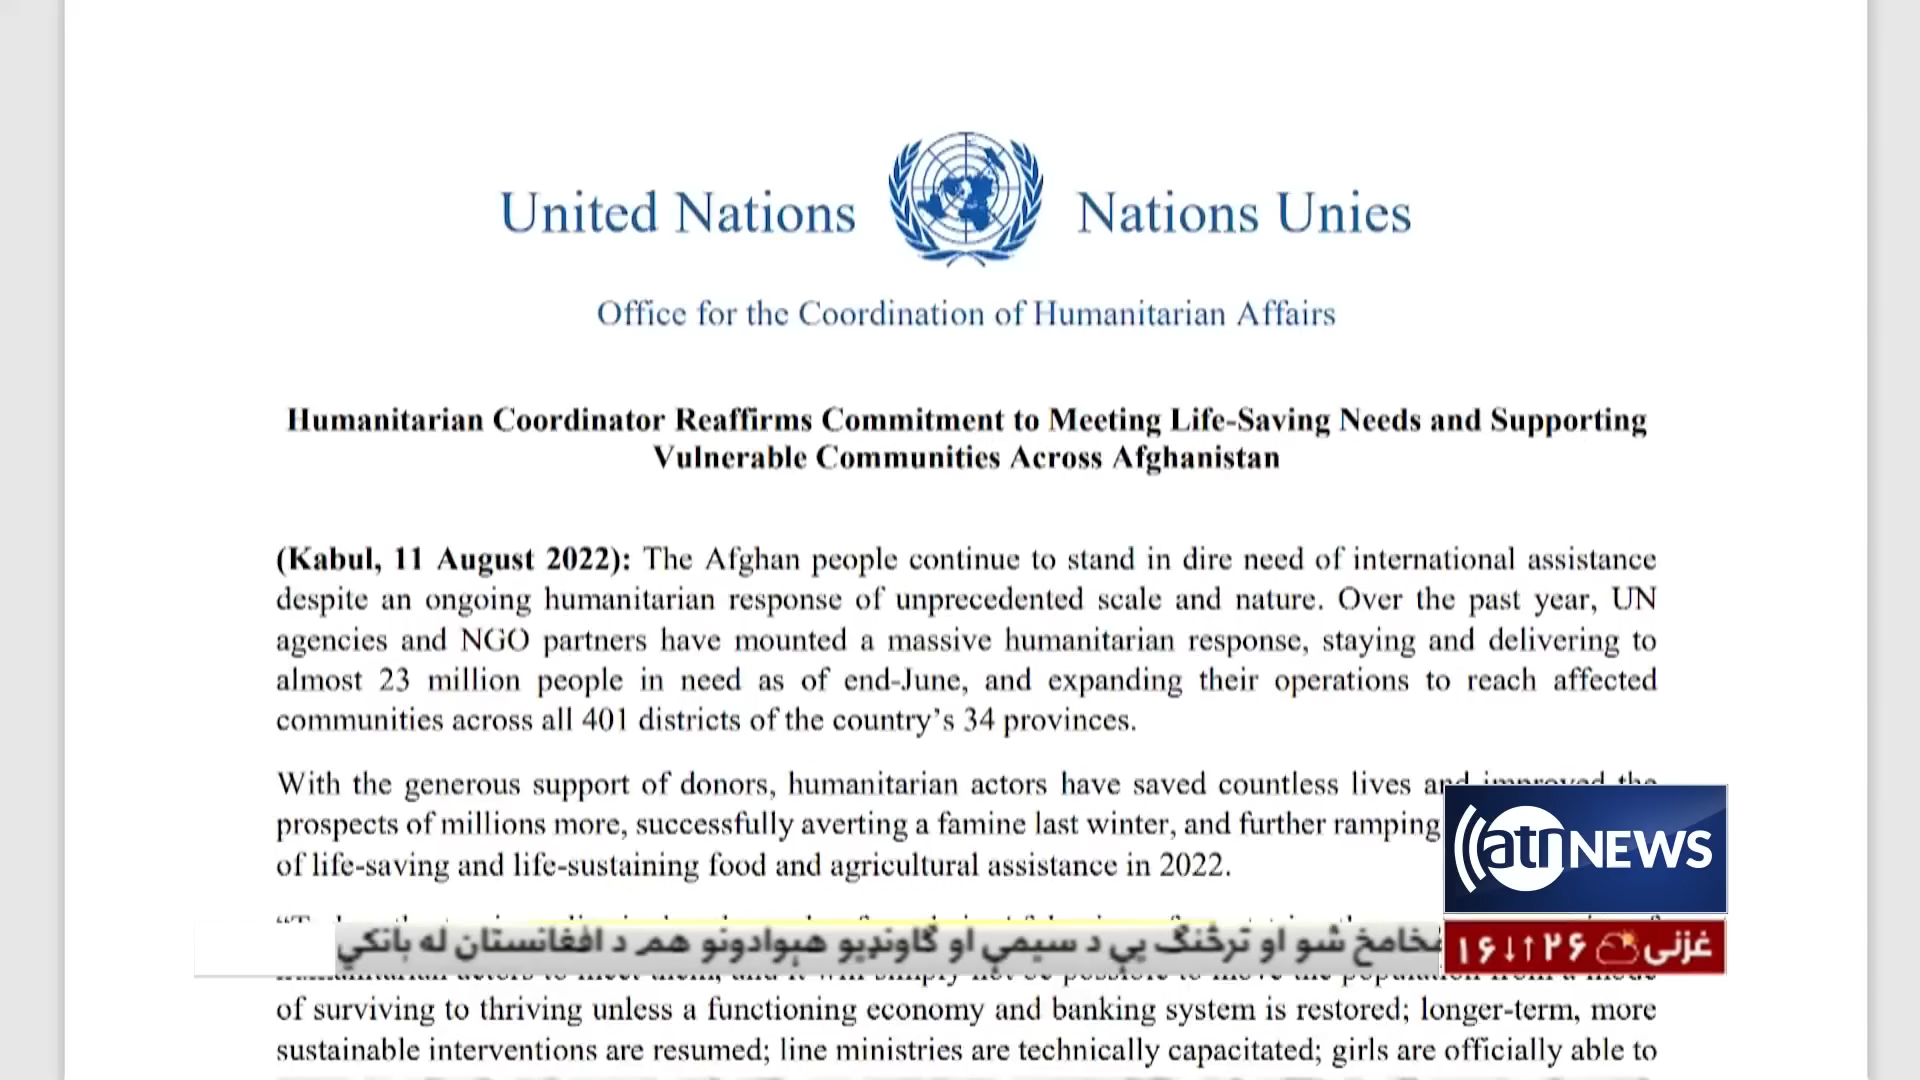 United Nations Nations Unies
Office for the Coordination of Humanitarian Affairs
Humanitarian Coordinator Reaffirms Commitment to Meeting Life-Saving Needs and Supporting
Vulnerable Communities Across Afghanistan
(Kabul, 11 August 2022): The Afghan people continue to stand in dire need of international assistance
despite an ongoing humanitarian response of unprecedented scale and nature. Over the past year, UN
agencies and NGO partners have mounted a massive humanitarian response, staying and delivering to
almost 23 million people in need as of end-June, and expanding their operations to reach affected
communities across all 401 districts of the country’s 34 provinces.
With the generous support of donors, humanitarian actors have saved countless lives and improved the
prospects of millions more, successfully averting a famine last winter, and further ramping
of life-saving and life-sustaining food and agricultural assistance in 2022.
atn NEWS
شو او ترڅنګ یې د سیمې او ګاونډیو هېوادونو هم د افغانستان له بانکي
غزنی ۲۶ ↑↓ ۱۶
of surviving to thriving unless a functioning economy and banking system is restored; longer-term, more
sustainable interventions are resumed; line ministries are technically capacitated; girls are officially able to